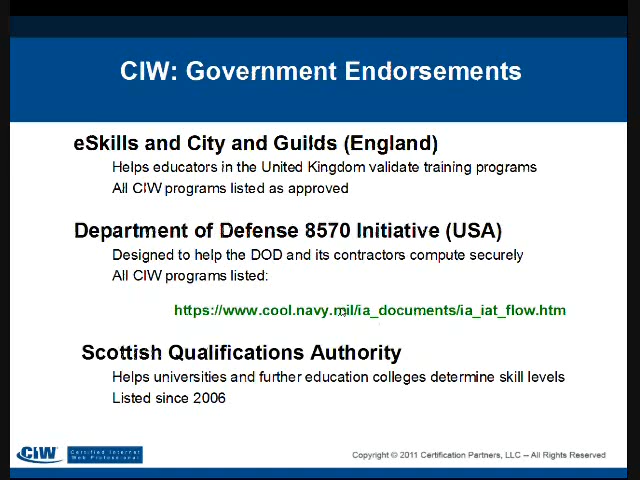 CIW: Government Endorsements
eSkills and City and Guilds (England)
Helps educators in the United Kingdom validate training programs
All CIW programs listed as approved
Department of Defense 8570 Initiative (USA)
Designed to help the DOD and its contractors compute securely
All CIW programs listed:
https://www.cool.navy.mil/ia_documents/ia_iat_flow.htm
Scottish Qualifications Authority
Helps universities and further education colleges determine skill levels
Listed since 2006
CIW
Certified Internet
Web Professional
Copyright © 2011 Certification Partners, LLC – All Rights Reserved